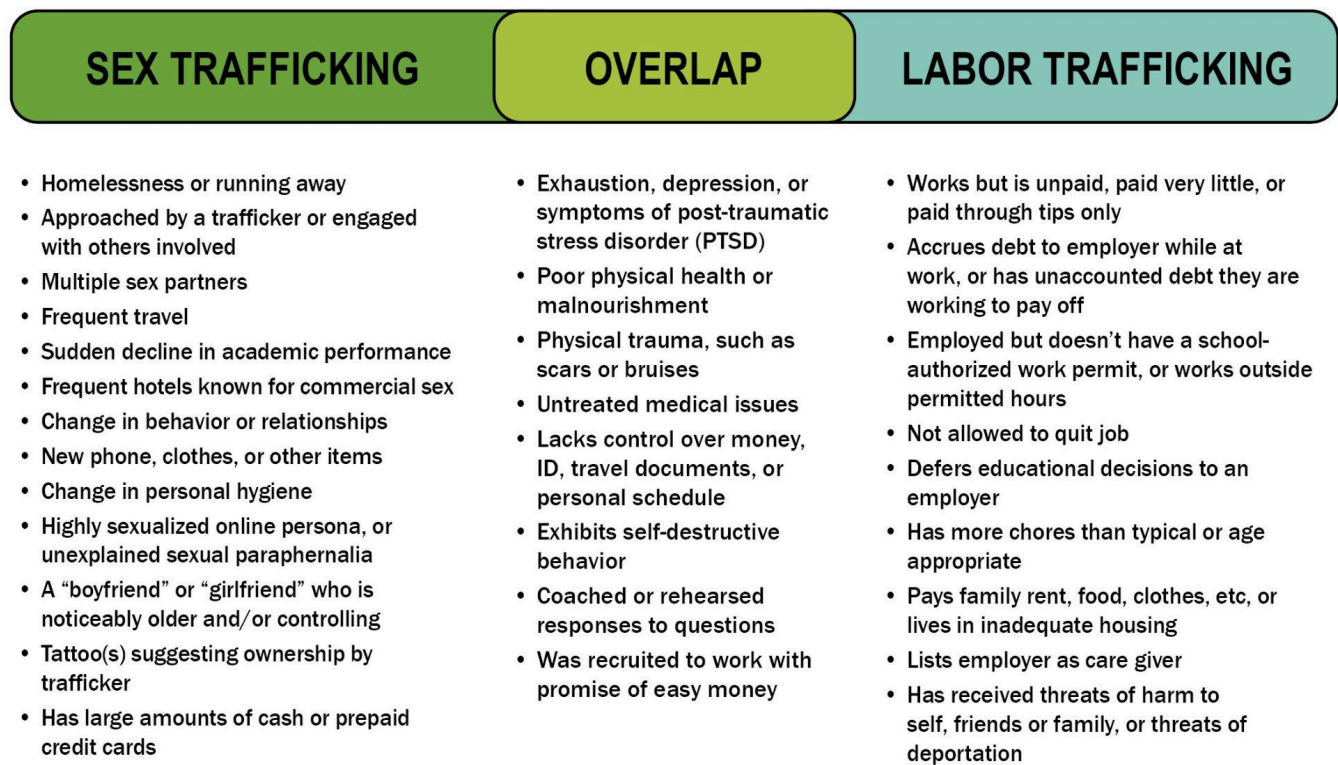 SEX TRAFFICKING
OVERLAP
LABOR TRAFFICKING
• Homelessness or running away
• Approached by a trafficker or engaged
with others involved
• Multiple sex partners
• Frequent travel
• Sudden decline in academic performance
• Frequent hotels known for commercial sex
• Change in behavior or relationships
• New phone, clothes, or other items
• Change in personal hygiene
• Highly sexualized online persona, or
unexplained sexual paraphernalia
• A “boyfriend” or “girlfriend” who is
noticeably older and/or controlling
• Tattoo(s) suggesting ownership by
trafficker
• Has large amounts of cash or prepaid
credit cards
• Exhaustion, depression, or
symptoms of post-traumatic
stress disorder (PTSD)
• Poor physical health or
malnourishment
• Physical trauma, such as
scars or bruises
• Untreated medical issues
• Lacks control over money,
ID, travel documents, or
personal schedule
• Exhibits self-destructive
behavior
• Coached or rehearsed
responses to questions
• Was recruited to work with
promise of easy money
• Works but is unpaid, paid very little, or
paid through tips only
• Accrues debt to employer while at
work, or has unaccounted debt they are
working to pay off
• Employed but doesn’t have a school-
authorized work permit, or works outside
permitted hours
• Not allowed to quit job
• Defers educational decisions to an
employer
• Has more chores than typical or age
appropriate
• Pays family rent, food, clothes, etc, or
lives in inadequate housing
• Lists employer as care giver
• Has received threats of harm to
self, friends or family, or threats of
deportation